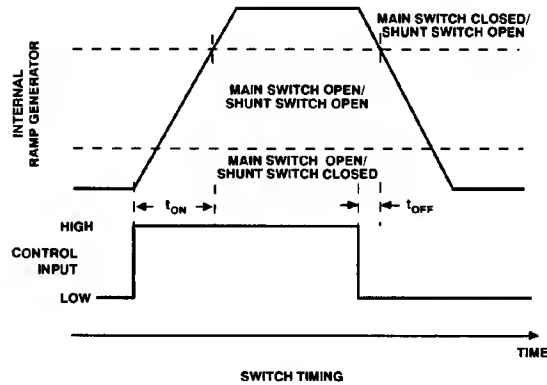 MAIN SWITCH CLOSED/
SHUNT SWITCH OPEN
INTERNAL
RAMP GENERATOR
MAIN SWITCH OPEN/
SHUNT SWITCH OPEN
MAIN SWITCH OPEN/
SHUNT SWITCH CLOSED
tON
tOFF
HIGH
CONTROL
INPUT
LOW
TIME
SWITCH TIMING